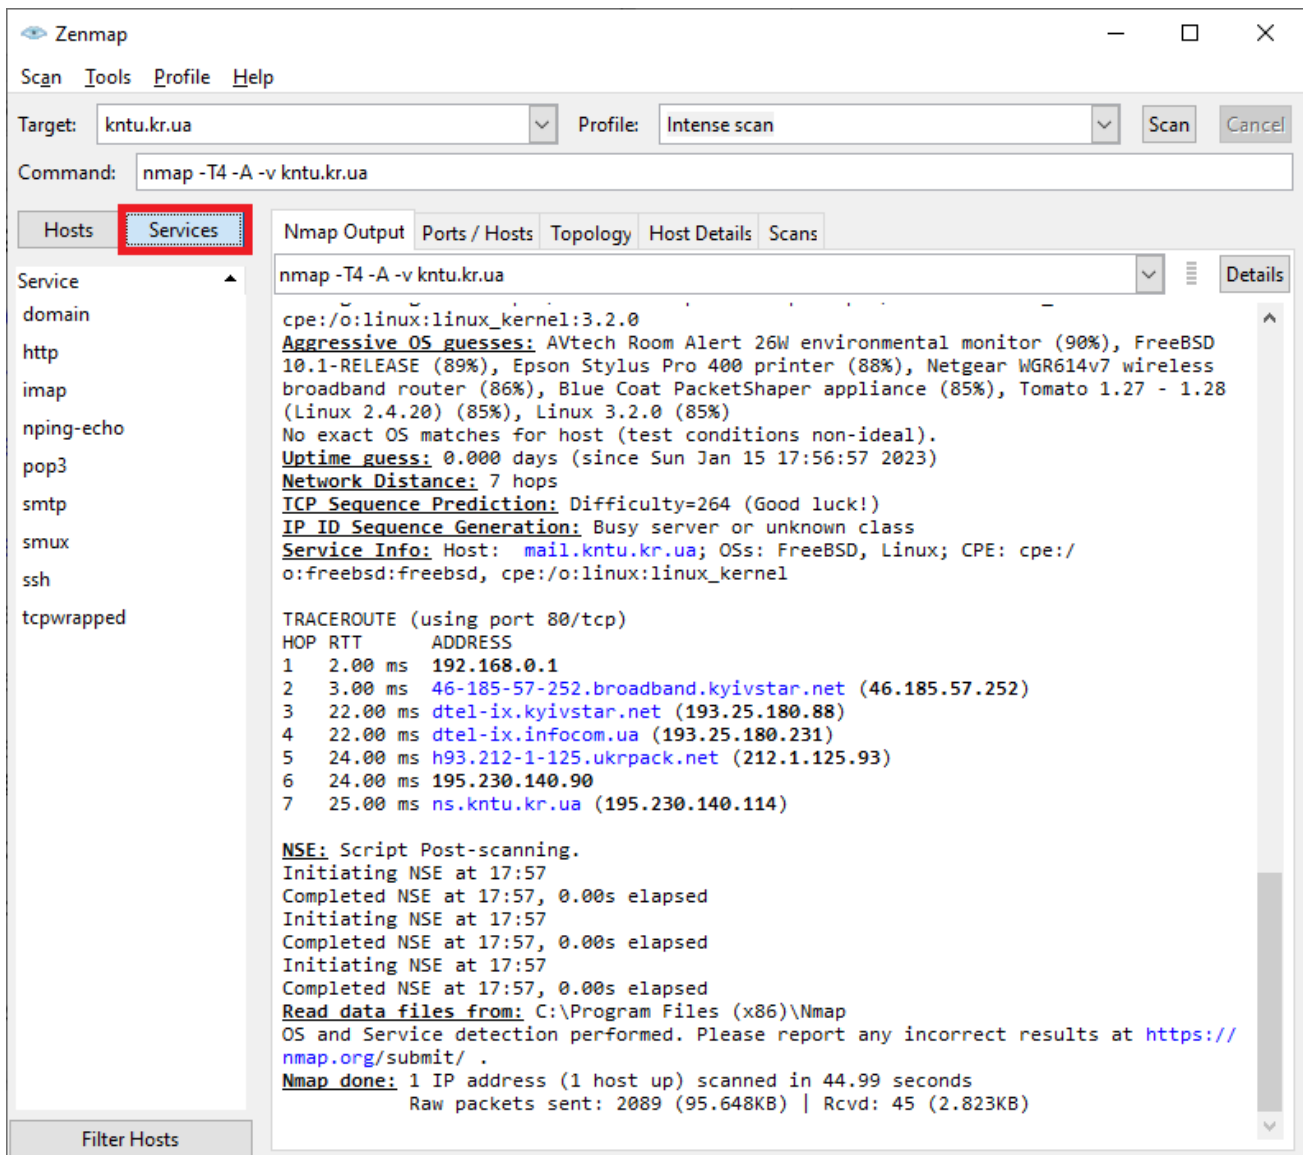 Zenmap
Scan Tools Profile Help
Target: kntu.kr.ua Profile: Intense scan Scan Cancel
Command: nmap -T4 -A -v kntu.kr.ua
Hosts Services
Nmap Output Ports / Hosts Topology Host Details Scans
nmap -T4 -A -v kntu.kr.ua Details
Service
domain
http
imap
nping-echo
pop3
smtp
smux
ssh
tcpwrapped
Filter Hosts
cpe:/o:linux:linux_kernel:3.2.0
Aggressive OS guesses: AVtech Room Alert 26W environmental monitor (90%), FreeBSD
10.1-RELEASE (89%), Epson Stylus Pro 400 printer (88%), Netgear WGR614v7 wireless
broadband router (86%), Blue Coat PacketShaper appliance (85%), Tomato 1.27 - 1.28
(Linux 2.4.20) (85%), Linux 3.2.0 (85%)
No exact OS matches for host (test conditions non-ideal).
Uptime guess: 0.000 days (since Sun Jan 15 17:56:57 2023)
Network Distance: 7 hops
TCP Sequence Prediction: Difficulty=264 (Good luck!)
IP ID Sequence Generation: Busy server or unknown class
Service Info: Host:  mail.kntu.kr.ua; OSs: FreeBSD, Linux; CPE: cpe:/
o:freebsd:freebsd, cpe:/o:linux:linux_kernel
TRACEROUTE (using port 80/tcp)
HOP RTT ADDRESS
1 2.00 ms 192.168.0.1
2 3.00 ms 46-185-57-252.broadband.kyivstar.net (46.185.57.252)
3 22.00 ms dtel-ix.kyivstar.net (193.25.180.88)
4 22.00 ms dtel-ix.infocom.ua (193.25.180.231)
5 24.00 ms h93.212-1-125.ukrpack.net (212.1.125.93)
6 24.00 ms 195.230.140.90
7 25.00 ms ns.kntu.kr.ua (195.230.140.114)
NSE: Script Post-scanning.
Initiating NSE at 17:57
Completed NSE at 17:57, 0.00s elapsed
Initiating NSE at 17:57
Completed NSE at 17:57, 0.00s elapsed
Initiating NSE at 17:57
Completed NSE at 17:57, 0.00s elapsed
Read data files from: C:\Program Files (x86)\Nmap
OS and Service detection performed. Please report any incorrect results at https://
nmap.org/submit/ .
Nmap done: 1 IP address (1 host up) scanned in 44.99 seconds
Raw packets sent: 2089 (95.648KB) | Rcvd: 45 (2.823KB)